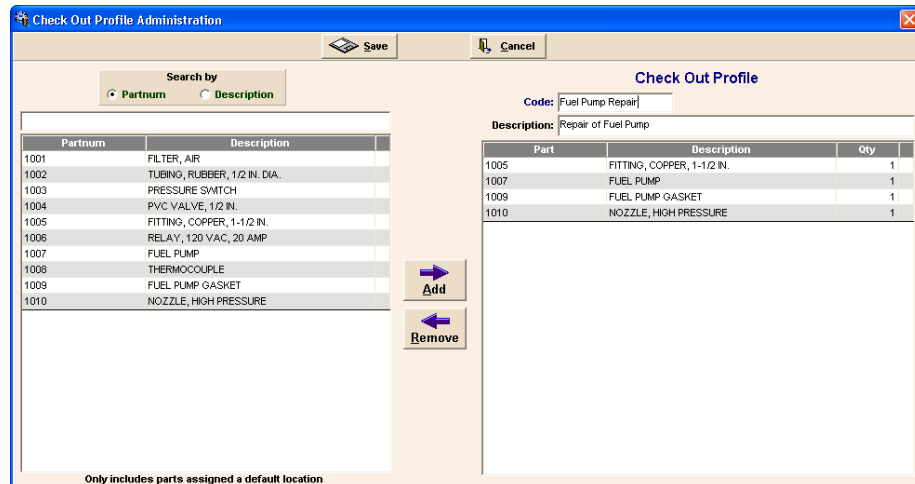 Check Out Profile Administration
Save
Cancel
Search by
Partnum
Description
Partnum Description
1001 FILTER, AIR
1002 TUBING, RUBBER, 1/2 IN. DIA.
1003 PRESSURE SWITCH
1004 PVC VALVE, 1/2 IN.
1005 FITTING, COPPER, 1-1/2 IN.
1006 RELAY, 120 VAC, 20 AMP
1007 FUEL PUMP
1008 THERMOCOUPLE
1009 FUEL PUMP GASKET
1010 NOZZLE, HIGH PRESSURE
Only includes parts assigned a default location
Add
Remove
Check Out Profile
Code: Fuel Pump Repair
Description: Repair of Fuel Pump
Part Description Qty
1005 FITTING, COPPER, 1-1/2 IN. 1
1007 FUEL PUMP 1
1009 FUEL PUMP GASKET 1
1010 NOZZLE, HIGH PRESSURE 1